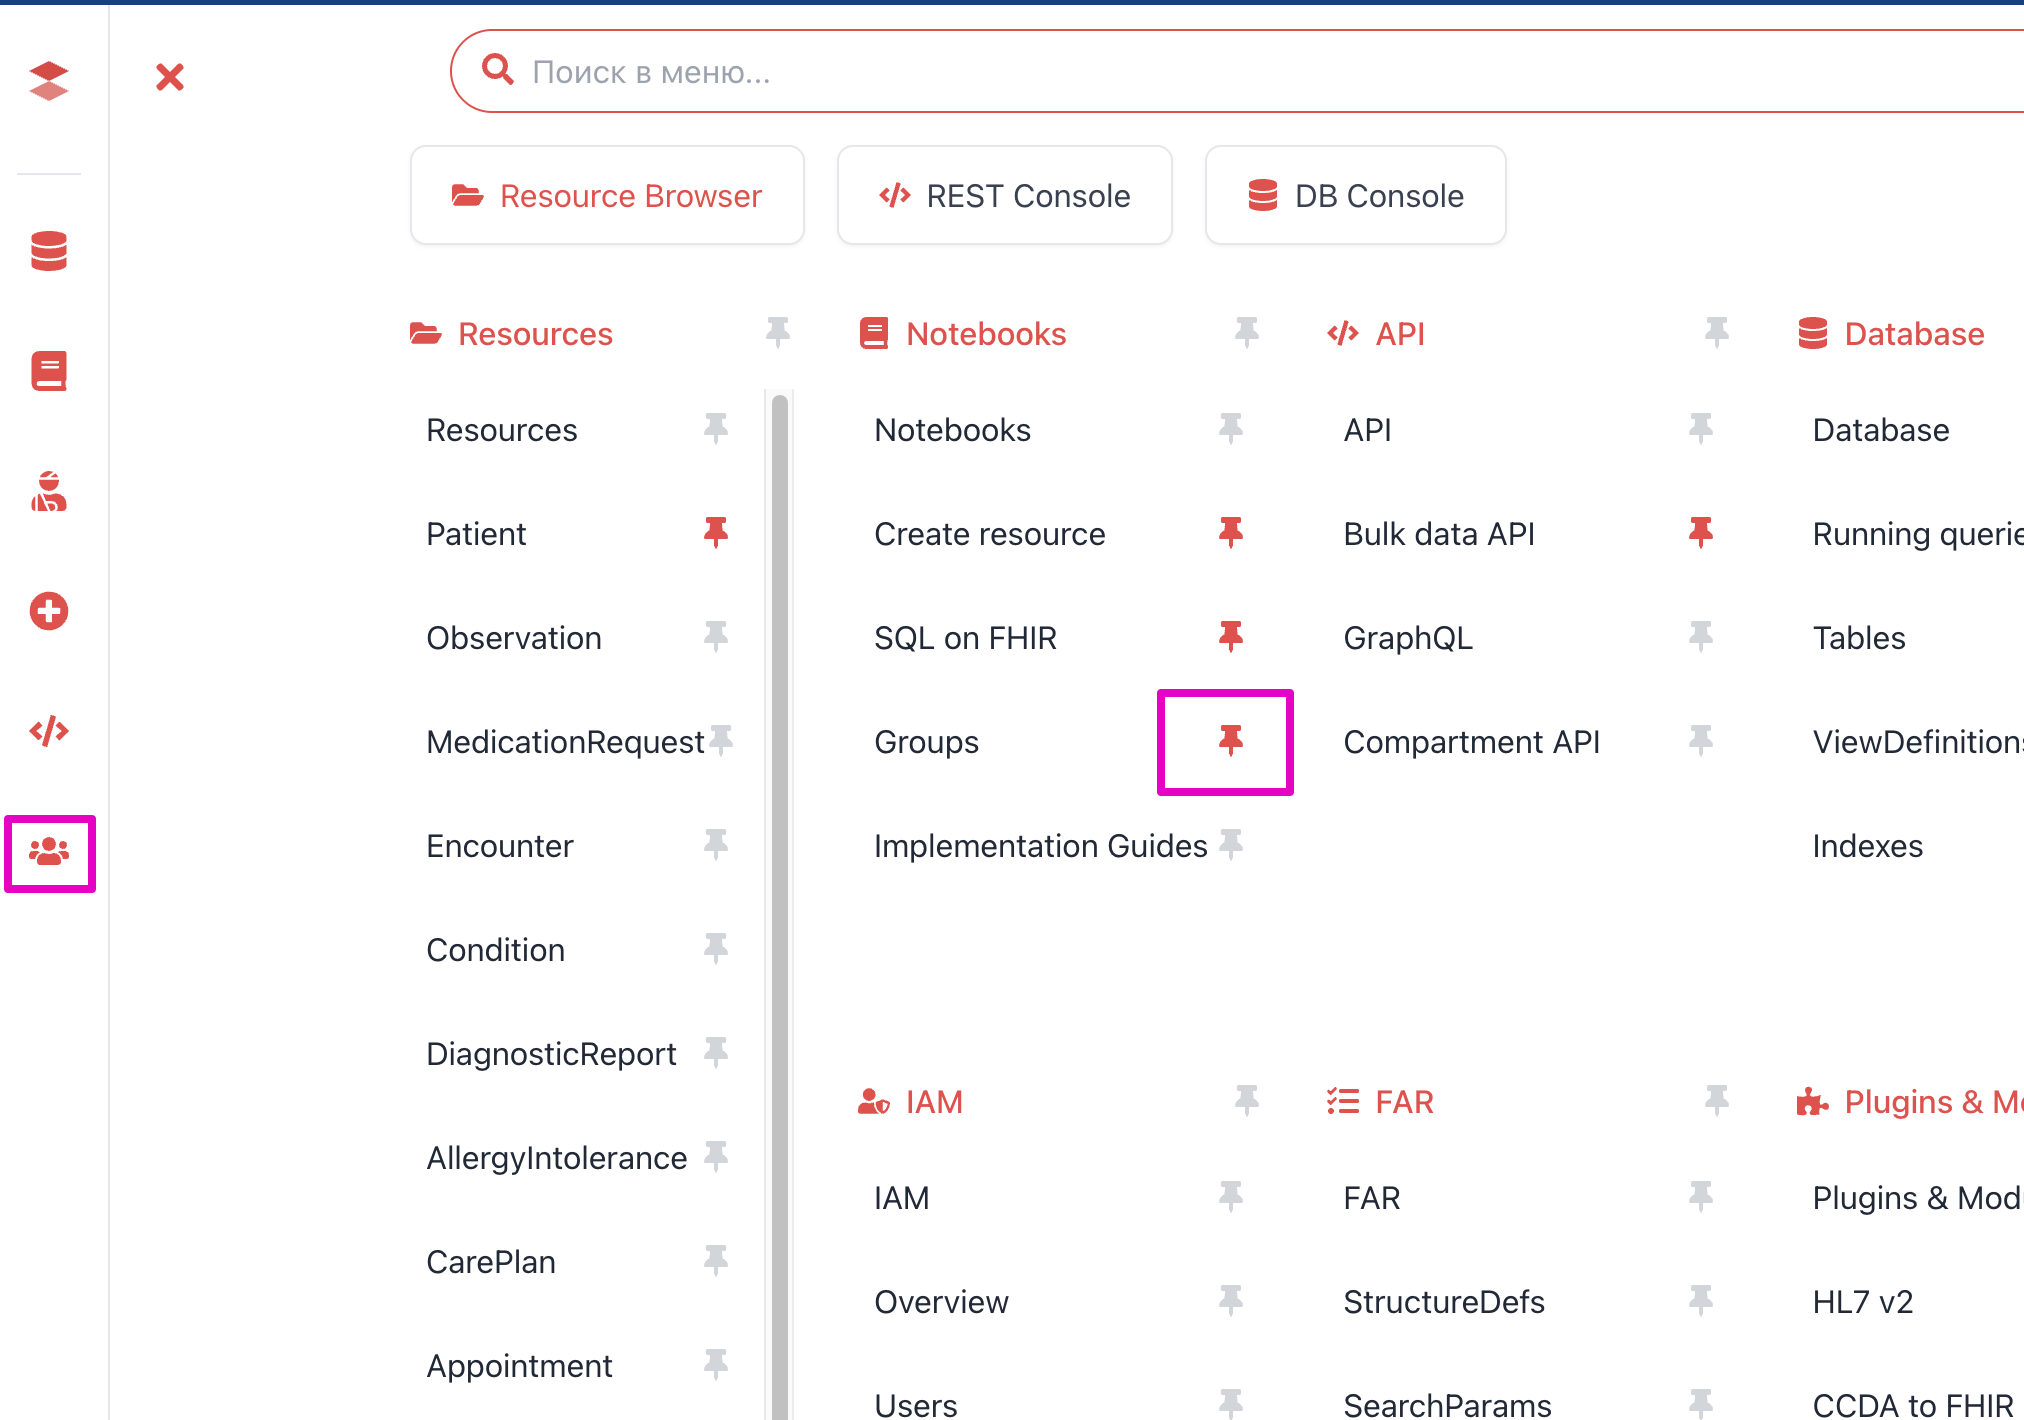 Поиск в меню...
Resource Browser
REST Console
DB Console
Resources
Resources
Patient
Observation
MedicationRequest
Encounter
Condition
DiagnosticReport
AllergyIntolerance
CarePlan
Appointment
Notebooks
Notebooks
Create resource
SQL on FHIR
Groups
Implementation Guides
API
API
Bulk data API
GraphQL
Compartment API
Database
Database
Running querie
Tables
ViewDefinitions
Indexes
IAM
IAM
Overview
Users
FAR
FAR
StructureDefs
SearchParams
Plugins & Mo
Plugins & Modu
HL7 v2
CCDA to FHIR